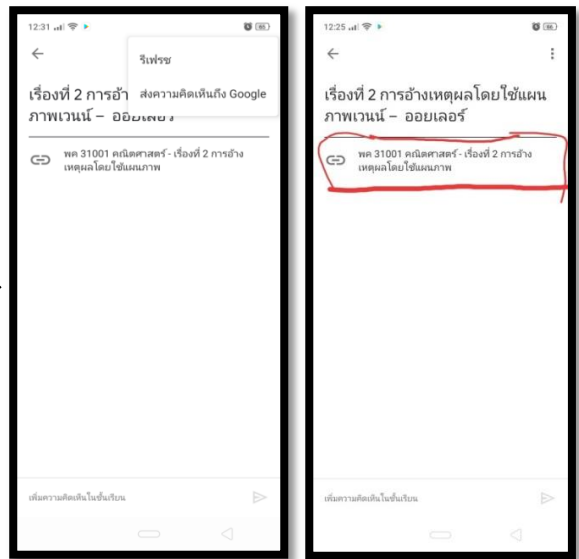 12:31
86
รีเฟรช
ส่งความคิดเห็นถึง Google
เรื่องที่ 2 การอ้า
ภาพเวนน์ – ออยเลอร์
พค 31001 คณิตศาสตร์ - เรื่องที่ 2 การอ้าง
เหตุผลโดยใช้แผนภาพ
เพิ่มความคิดเห็นในชั้นเรียน
12:25
86
เรื่องที่ 2 การอ้างเหตุผลโดยใช้แผน
ภาพเวนน์ – ออยเลอร์
พค 31001 คณิตศาสตร์ - เรื่องที่ 2 การอ้าง
เหตุผลโดยใช้แผนภาพ
เพิ่มความคิดเห็นในชั้นเรียน